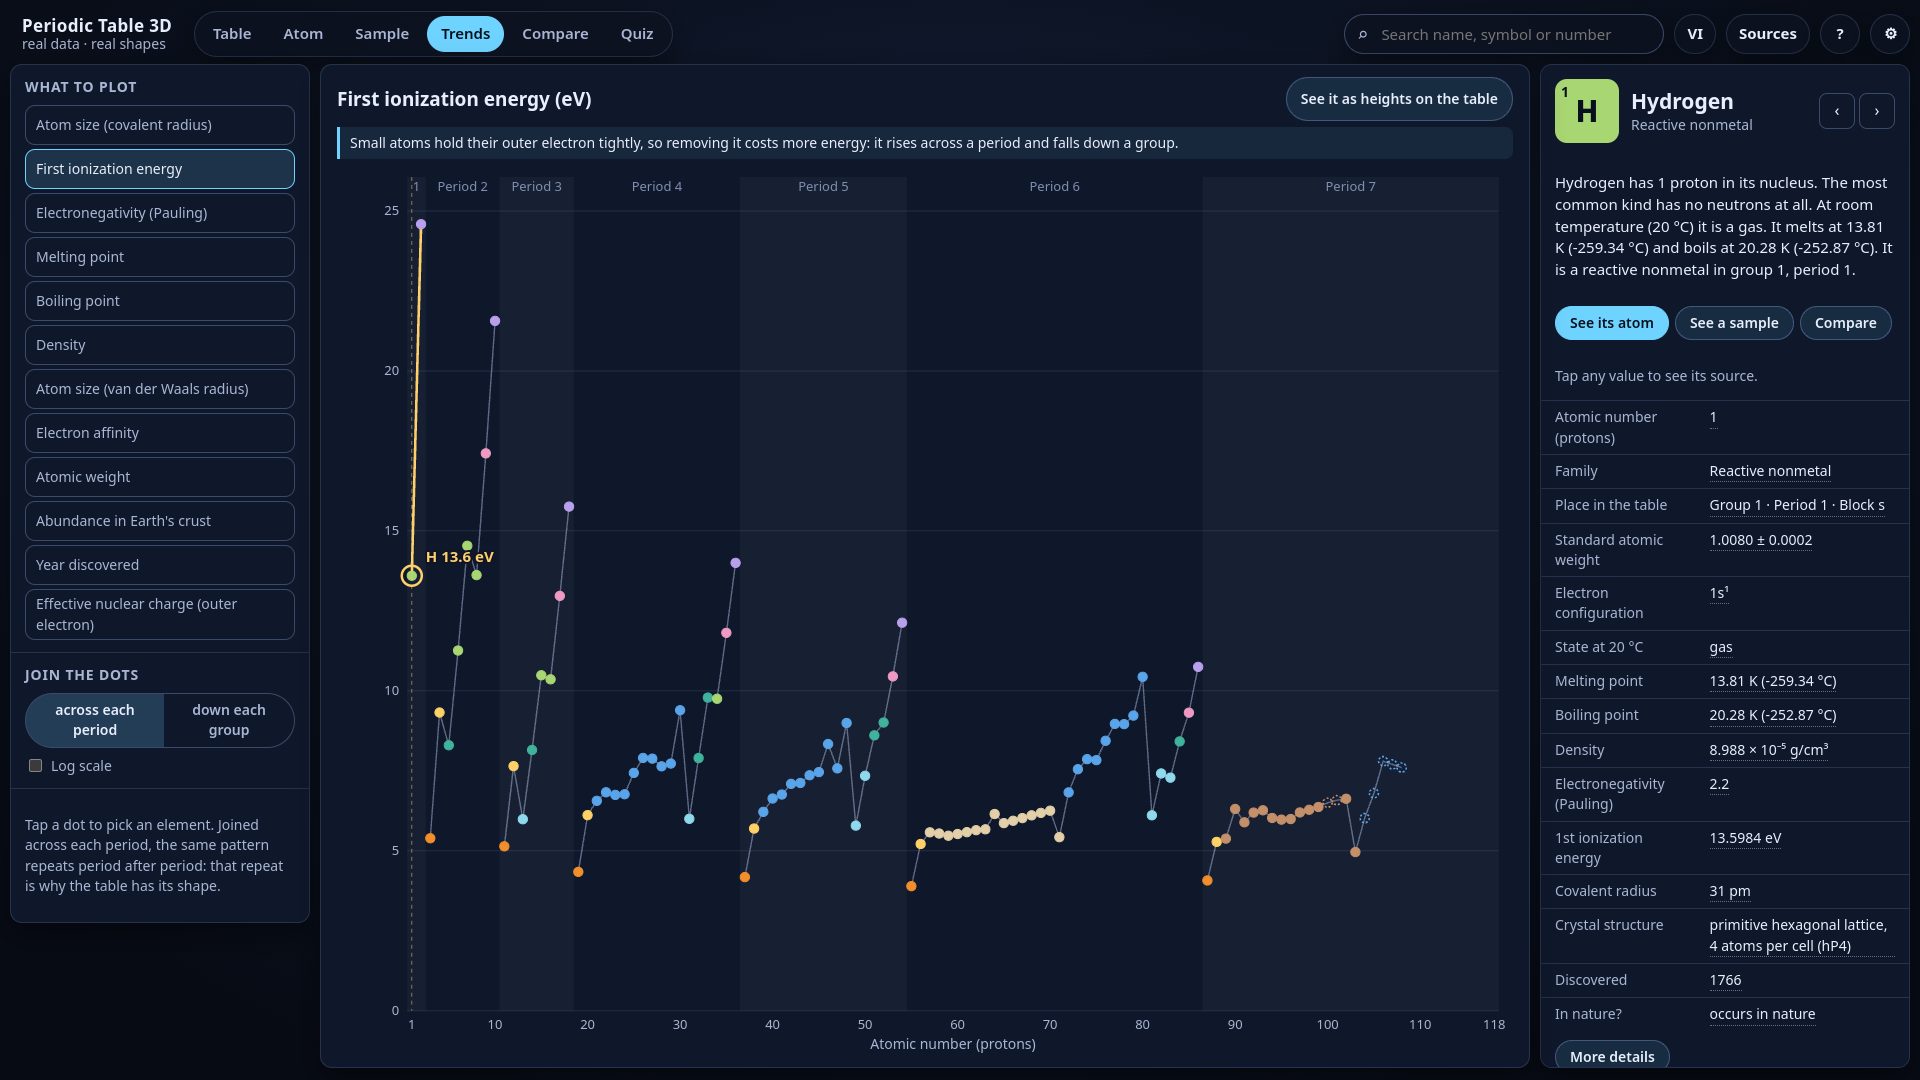 Periodic Table 3D
real data · real shapes
Table
Atom
Sample
Trends
Compare
Quiz
Search name, symbol or number
VI
Sources
?
WHAT TO PLOT
Atom size (covalent radius)
First ionization energy
Electronegativity (Pauling)
Melting point
Boiling point
Density
Atom size (van der Waals radius)
Electron affinity
Atomic weight
Abundance in Earth's crust
Year discovered
Effective nuclear charge (outer
electron)
JOIN THE DOTS
across each
period
down each
group
Log scale
Tap a dot to pick an element. Joined
across each period, the same pattern
repeats period after period: that repeat
is why the table has its shape.
First ionization energy (eV)
See it as heights on the table
Small atoms hold their outer electron tightly, so removing it costs more energy: it rises across a period and falls down a group.
1
Period 2
Period 3
Period 4
Period 5
Period 6
Period 7
25
20
15
10
5
0
H 13.6 eV
1
10
20
30
40
50
60
70
80
90
100
110
118
Atomic number (protons)
1
H
Hydrogen
Reactive nonmetal
‹
›
Hydrogen has 1 proton in its nucleus. The most
common kind has no neutrons at all. At room
temperature (20 °C) it is a gas. It melts at 13.81
K (-259.34 °C) and boils at 20.28 K (-252.87 °C). It
is a reactive nonmetal in group 1, period 1.
See its atom
See a sample
Compare
Tap any value to see its source.
Atomic number
(protons)
1
Family
Reactive nonmetal
Place in the table
Group 1 · Period 1 · Block s
Standard atomic
weight
1.0080 ± 0.0002
Electron
configuration
1s¹
State at 20 °C
gas
Melting point
13.81 K (-259.34 °C)
Boiling point
20.28 K (-252.87 °C)
Density
8.988 × 10⁻⁵ g/cm³
Electronegativity
(Pauling)
2.2
1st ionization
energy
13.5984 eV
Covalent radius
31 pm
Crystal structure
primitive hexagonal lattice,
4 atoms per cell (hP4)
Discovered
1766
In nature?
occurs in nature
More details